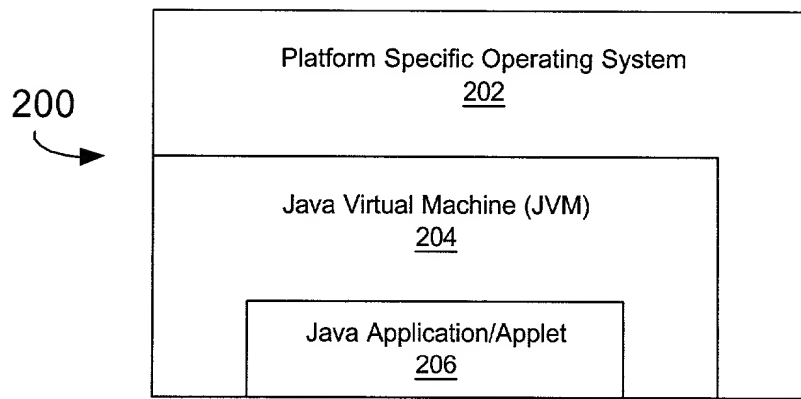 Platform Specific Operating System
202
200
Java Virtual Machine (JVM)
204
Java Application/Applet
206